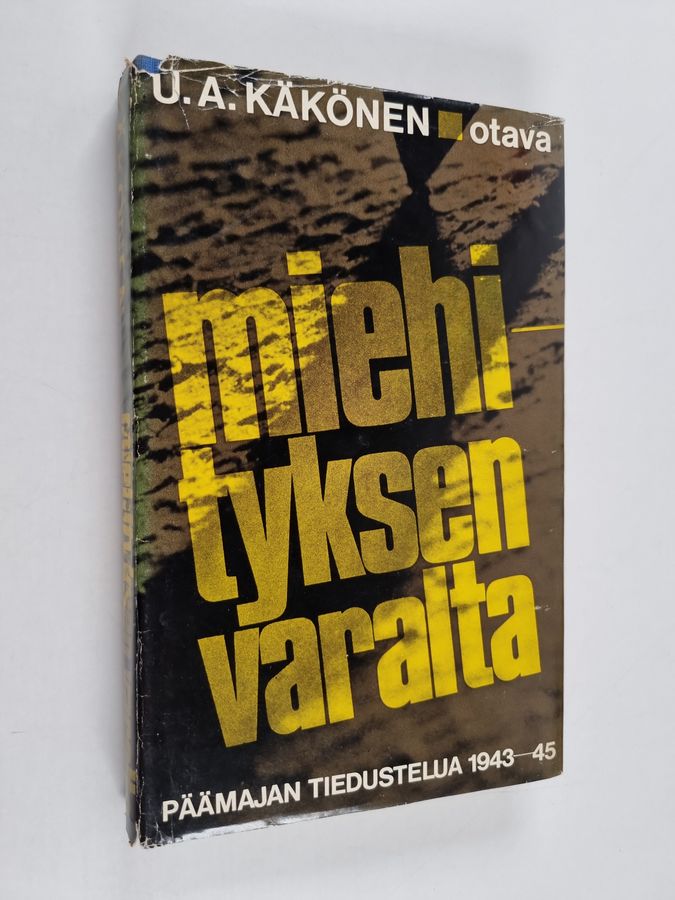 U. A. KÄKÖNEN otava
miehi-
tyksen
varalta
PÄÄMAJAN TIEDUSTELUA 1943—45